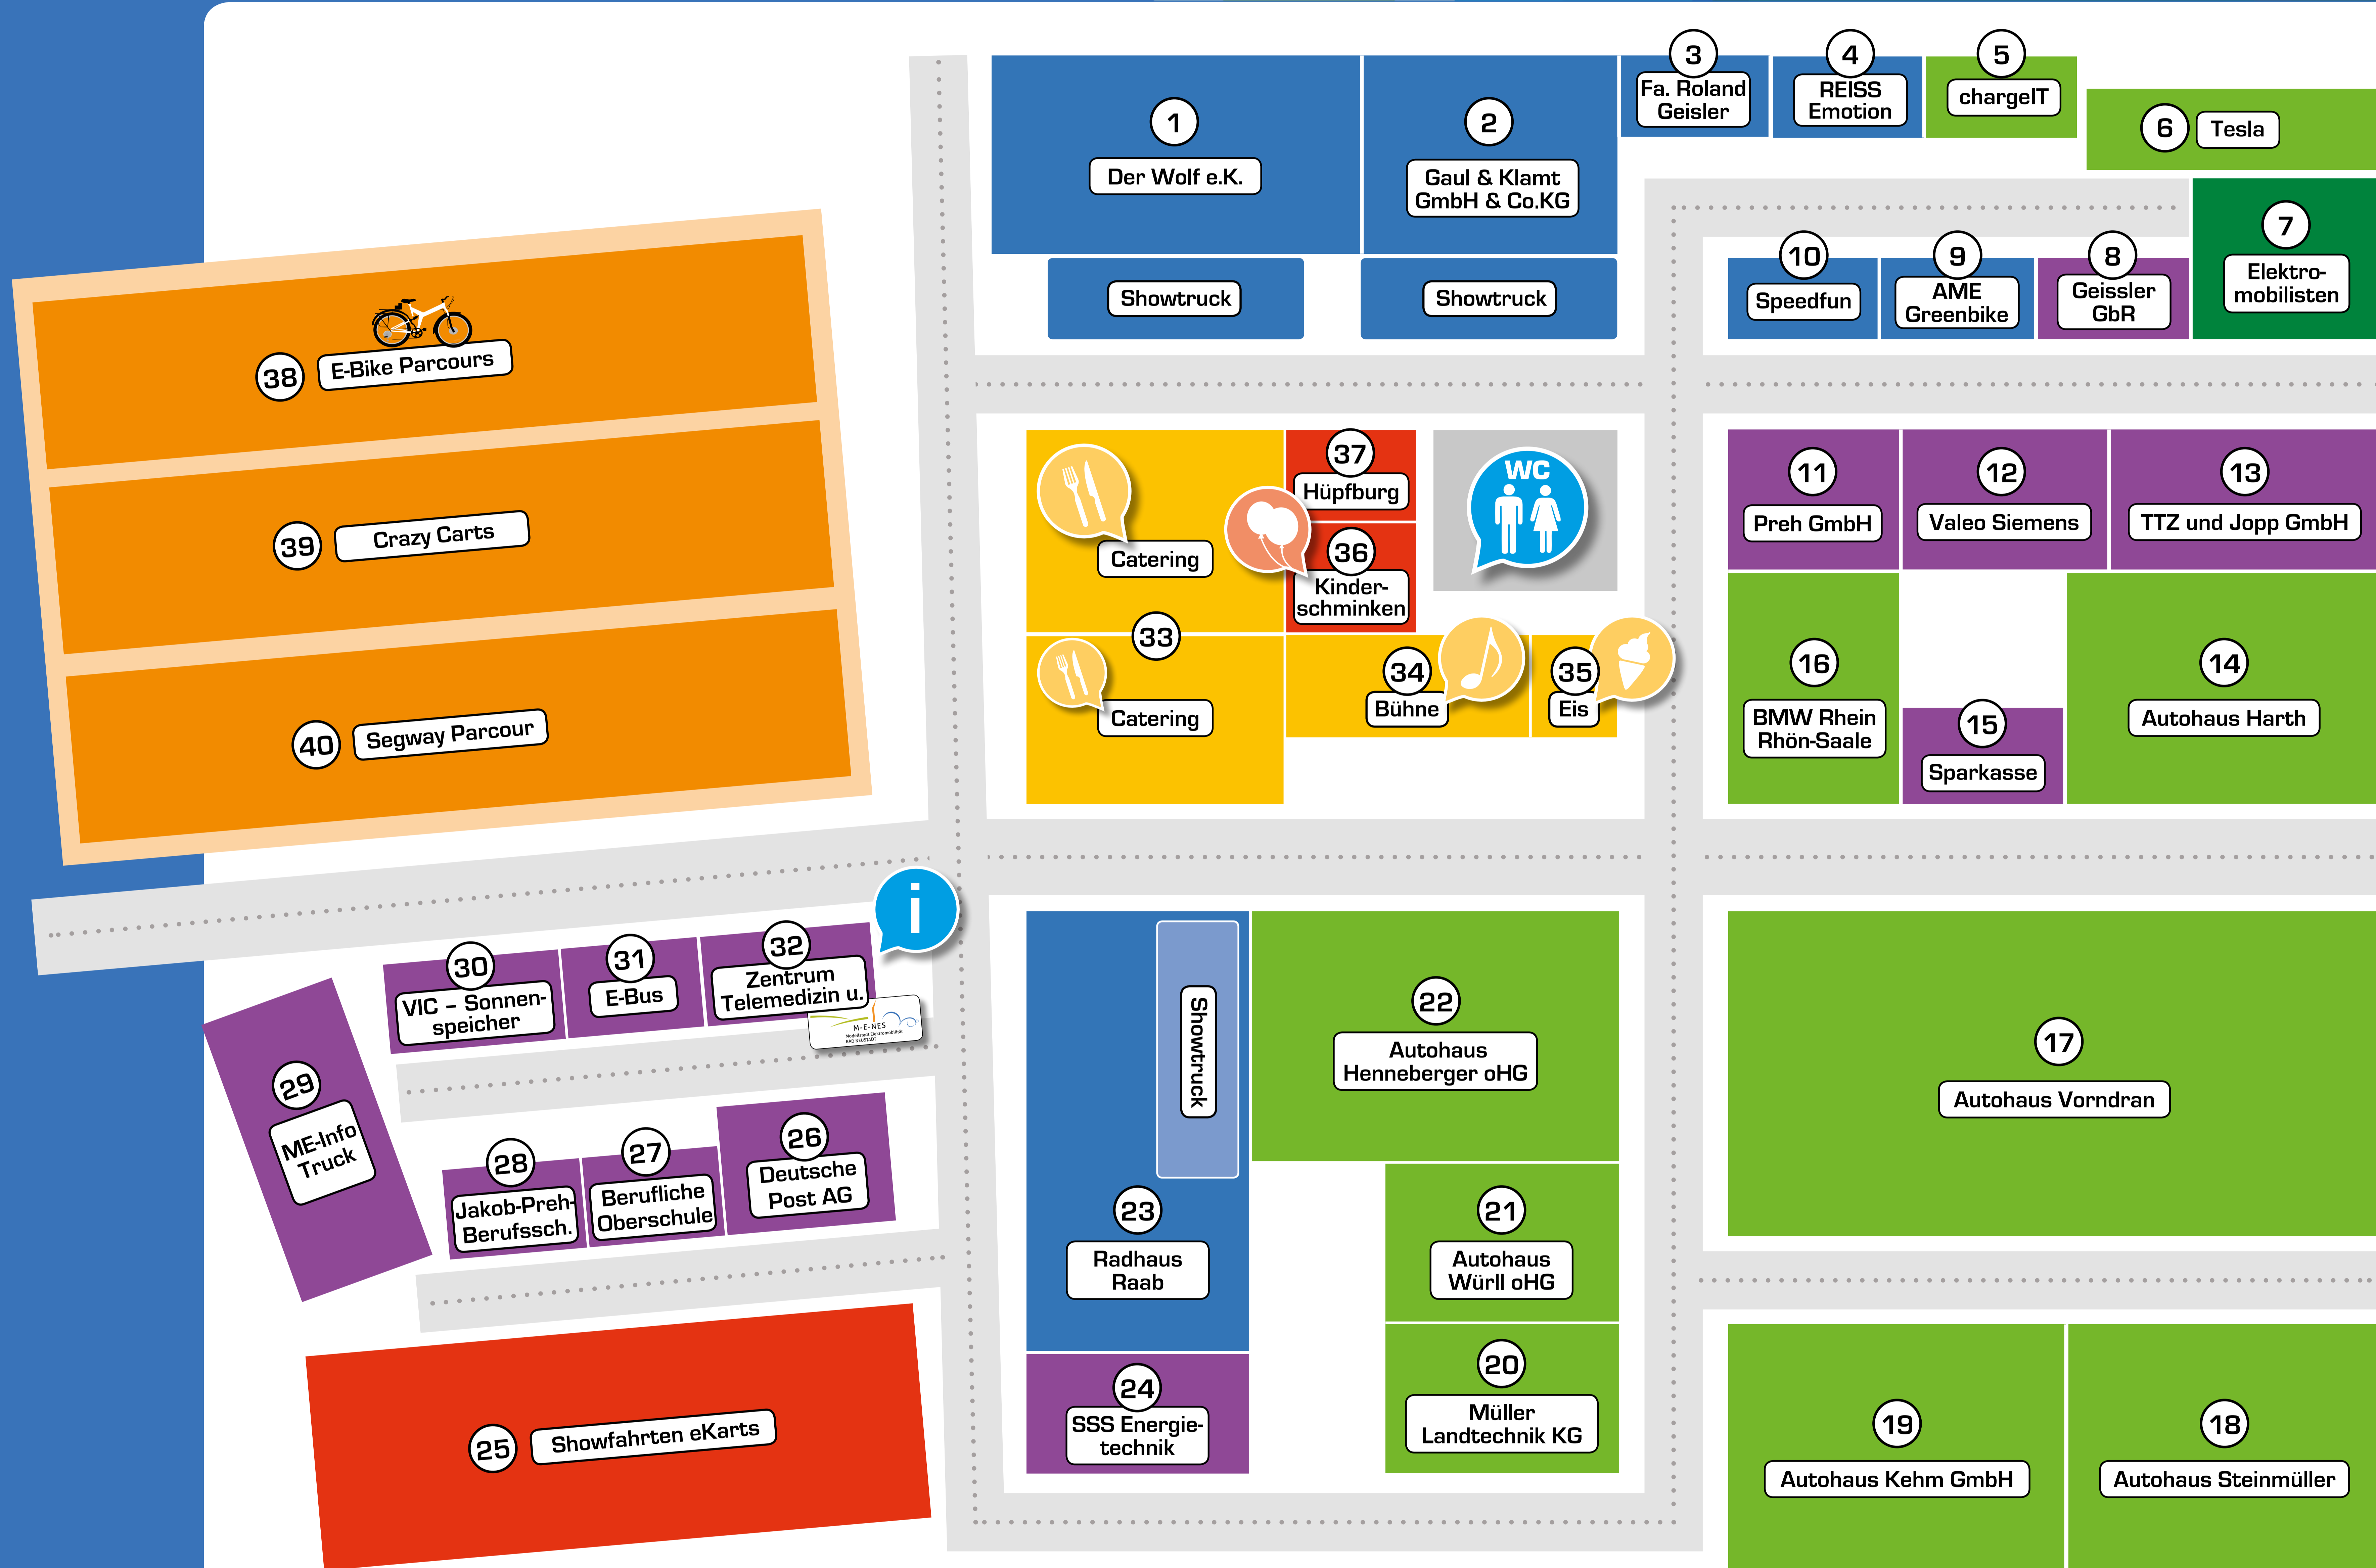 1
Der Wolf e.K.
2
Gaul & Klamt
GmbH & Co.KG
3
Fa. Roland
Geisler
4
REISS
Emotion
5
chargeIT
6
Tesla
Showtruck
Showtruck
7
Elektro-
mobilisten
8
Geissler
GbR
9
AME
Greenbike
10
Speedfun
38
E-Bike Parcours
39
Crazy Carts
40
Segway Parcour
Catering
33
Catering
37
Hüpfburg
36
Kinder-
schminken
WC
34
Bühne
35
Eis
11
Preh GmbH
12
Valeo Siemens
13
TTZ und Jopp GmbH
16
BMW Rhein
Rhön-Saale
15
Sparkasse
14
Autohaus Harth
i
30
VIC – Sonnen-
speicher
31
E-Bus
32
Zentrum
Telemedizin u.
M-E-NES
Modellstadt Elektromobilität
BAD NEUSTADT
29
ME-Info
Truck
28
Jakob-Preh-
Berufssch.
27
Berufliche
Oberschule
26
Deutsche
Post AG
25
Showfahrten eKarts
Showtruck
23
Radhaus
Raab
24
SSS Energie-
technik
22
Autohaus
Henneberger oHG
21
Autohaus
Würll oHG
20
Müller
Landtechnik KG
17
Autohaus Vorndran
19
Autohaus Kehm GmbH
18
Autohaus Steinmüller